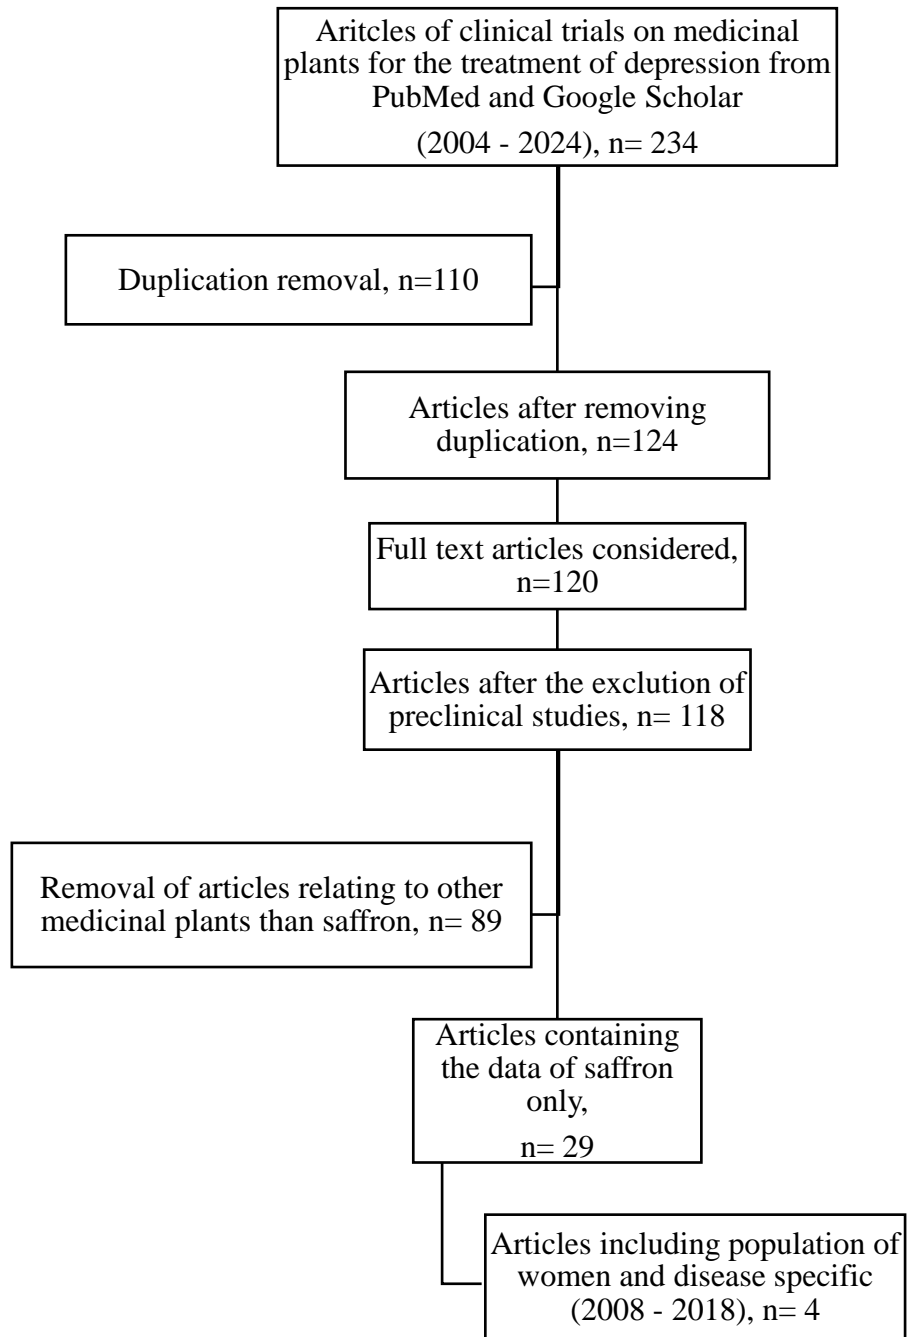 Aritcles of clinical trials on medicinal
plants for the treatment of depression from
PubMed and Google Scholar
(2004 - 2024), n= 234
Duplication removal, n=110
Articles after removing
duplication, n=124
Full text articles considered,
n=120
Articles after the exclution of
preclinical studies, n= 118
Removal of articles relating to other
medicinal plants than saffron, n= 89
Articles containing
the data of saffron
only,
n= 29
Articles including population of
women and disease specific
(2008 - 2018), n= 4